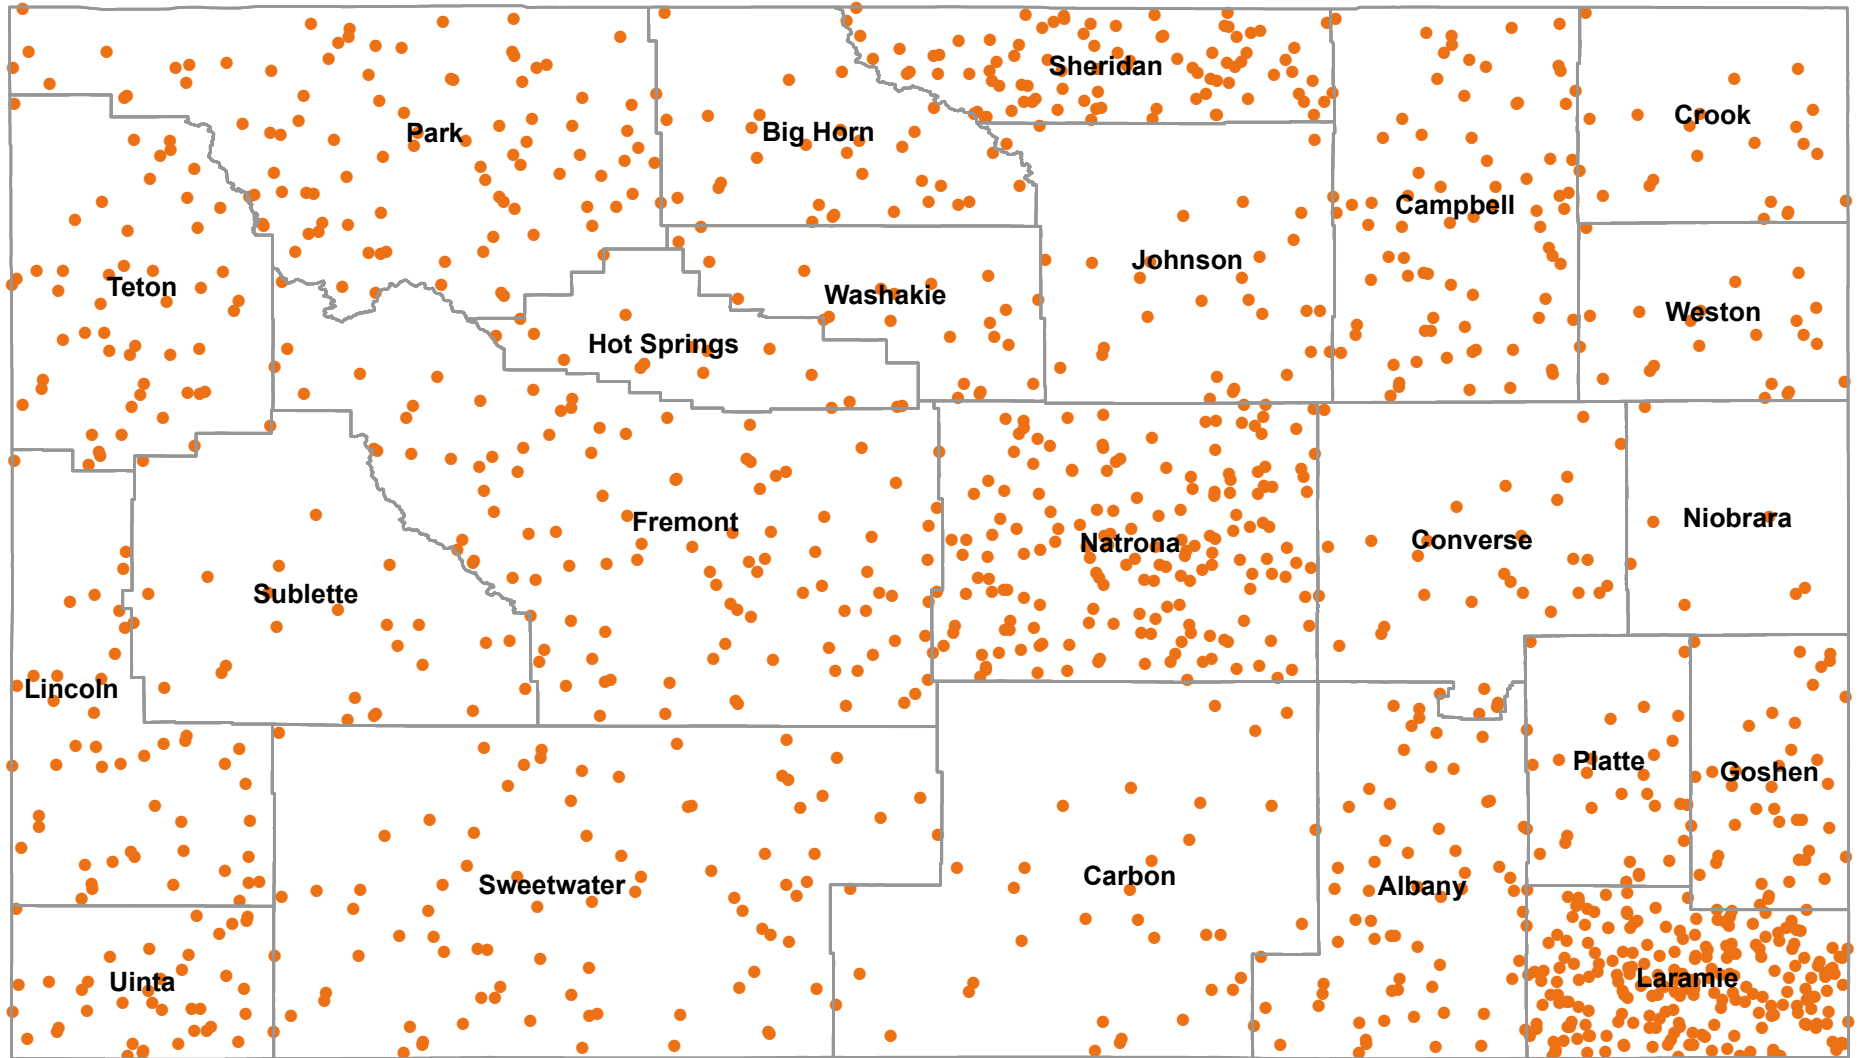 Sheridan
Crook
Park
Big Horn
Campbell
Johnson
Teton
Washakie
Weston
Hot Springs
Fremont
Niobrara
Natrona
Converse
Sublette
Lincoln
Platte
Goshen
Carbon
Sweetwater
Albany
Laramie
Uinta